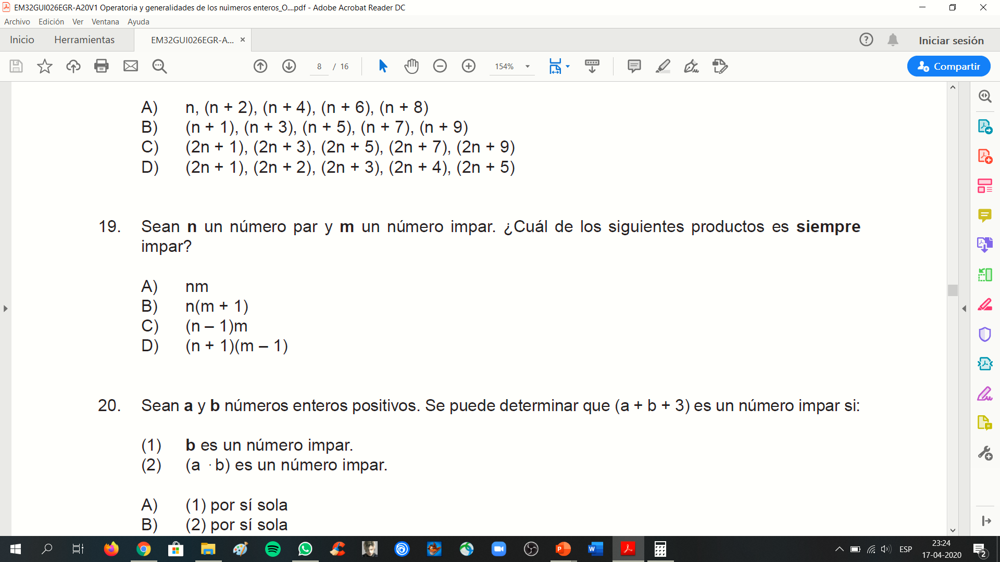 EM32GUI026EGR-A20V1 Operatoria y generalidades de los nuìmeros enteros_O....pdf - Adobe Acrobat Reader DC
Archivo Edición Ver Ventana Ayuda
Inicio Herramientas EM32GUI026EGR-A... × Iniciar sesión
8 / 16 154% Compartir
A) n, (n + 2), (n + 4), (n + 6), (n + 8)
B) (n + 1), (n + 3), (n + 5), (n + 7), (n + 9)
C) (2n + 1), (2n + 3), (2n + 5), (2n + 7), (2n + 9)
D) (2n + 1), (2n + 2), (2n + 3), (2n + 4), (2n + 5)
19. Sean n un número par y m un número impar. ¿Cuál de los siguientes productos es siempre
impar?
A) nm
B) n(m + 1)
C) (n – 1)m
D) (n + 1)(m – 1)
20. Sean a y b números enteros positivos. Se puede determinar que (a + b + 3) es un número impar si:
(1) b es un número impar.
(2) (a · b) es un número impar.
A) (1) por sí sola
B) (2) por sí sola
ESP 23:24
17-04-2020 2